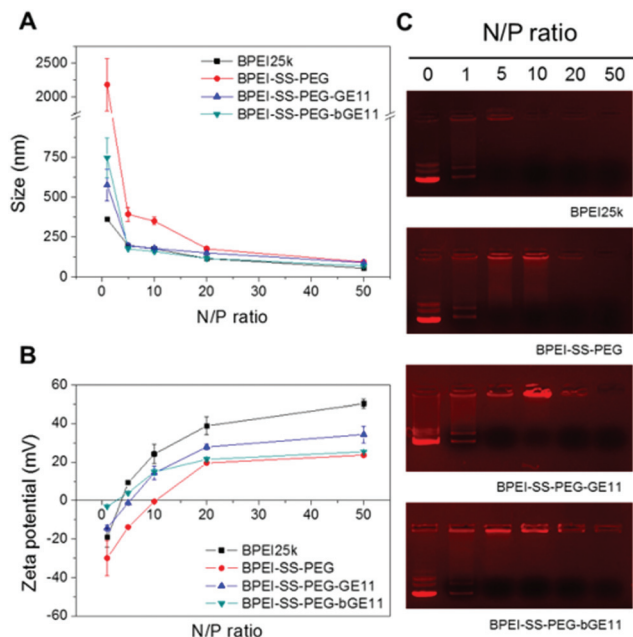 A
BPEI25k
BPEI-SS-PEG
BPEI-SS-PEG-GE11
BPEI-SS-PEG-bGE11
2500
2250
2000
750
500
250
0
Size (nm)
0 10 20 30 40 50
N/P ratio
B
60
40
20
0
-20
-40
-60
Zeta potential (mV)
0 10 20 30 40 50
BPEI25k
BPEI-SS-PEG
BPEI-SS-PEG-GE11
BPEI-SS-PEG-bGE11
N/P ratio
C
N/P ratio
0 1 5 10 20 50
BPEI25k
BPEI-SS-PEG
BPEI-SS-PEG-GE11
BPEI-SS-PEG-bGE11